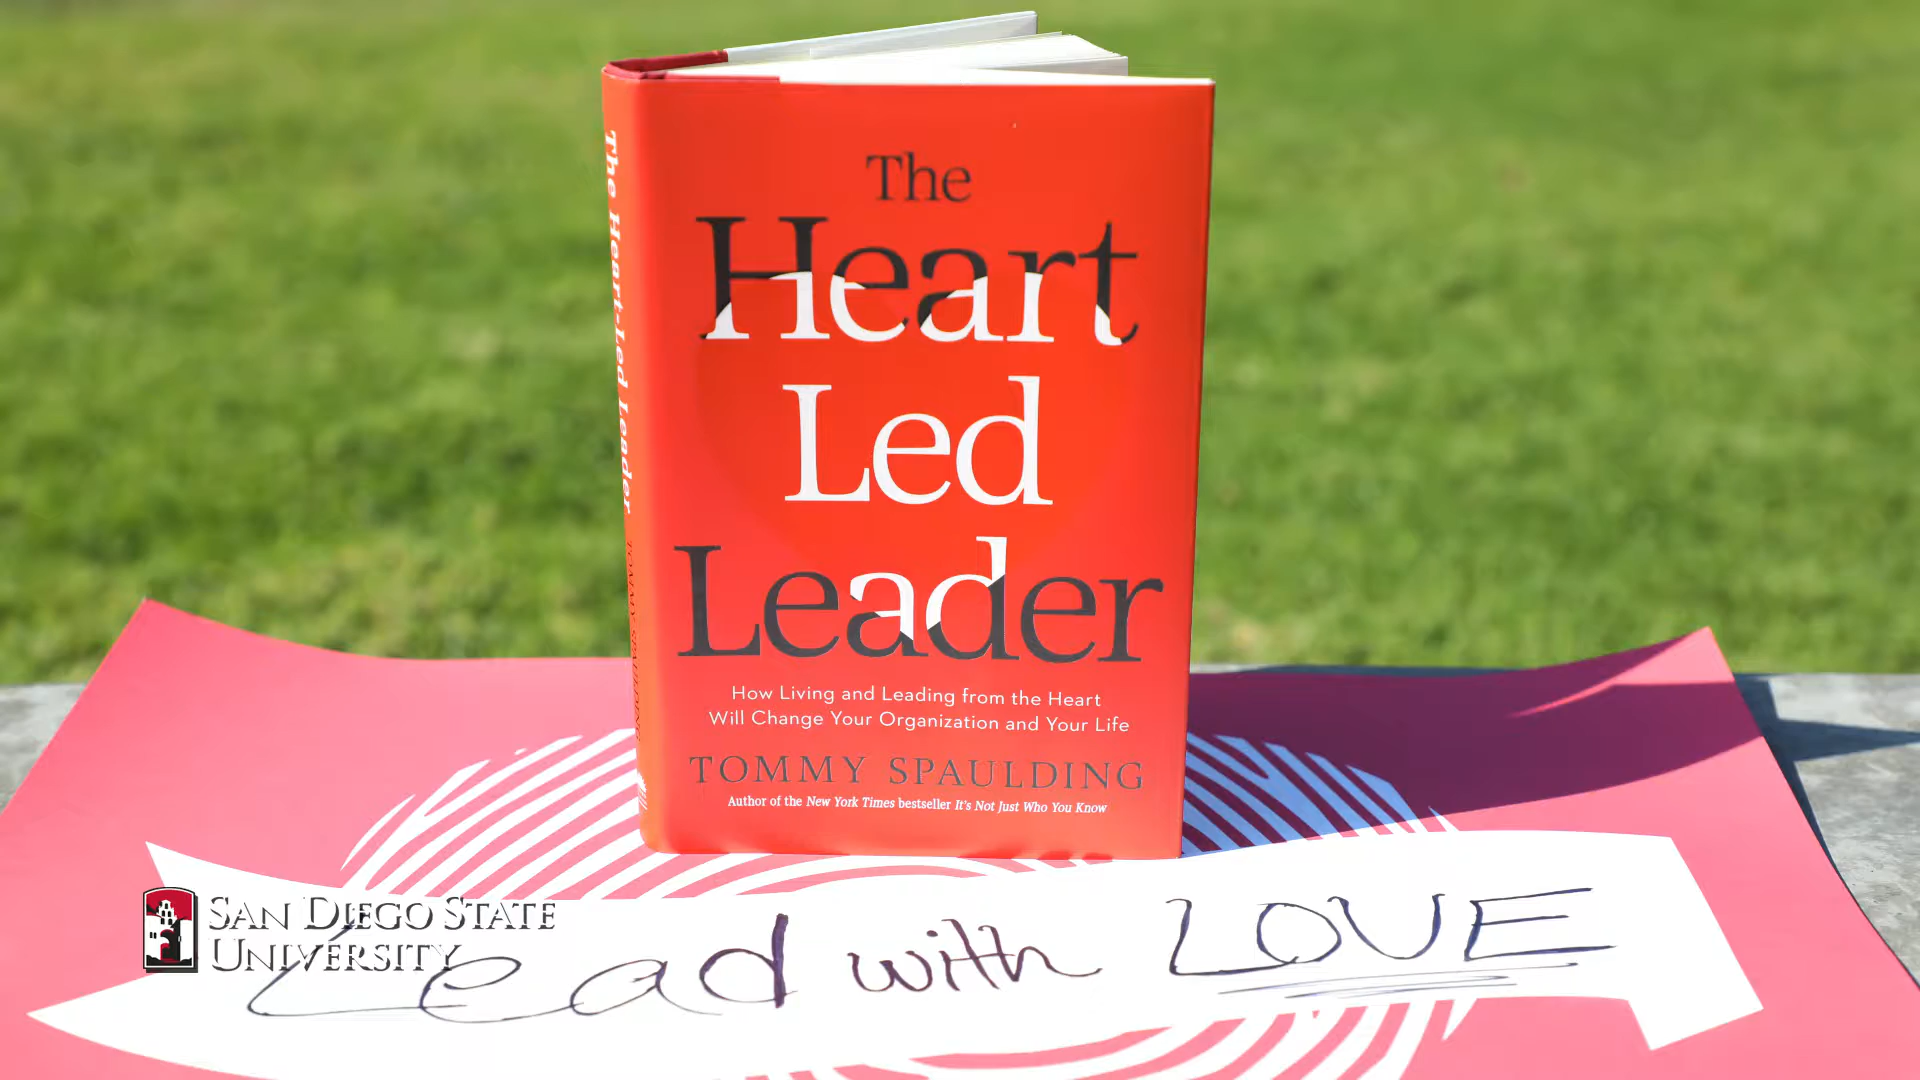 The
Heart
Led
Leader
How Living and Leading from the Heart
Will Change Your Organization and Your Life
TOMMY SPAULDING
Author of the New York Times bestseller It's Not Just Who You Know
The Heart-Led Leader
TOMMY SPAULDING
SAN DIEGO STATE
UNIVERSITY
Lead with LOVE